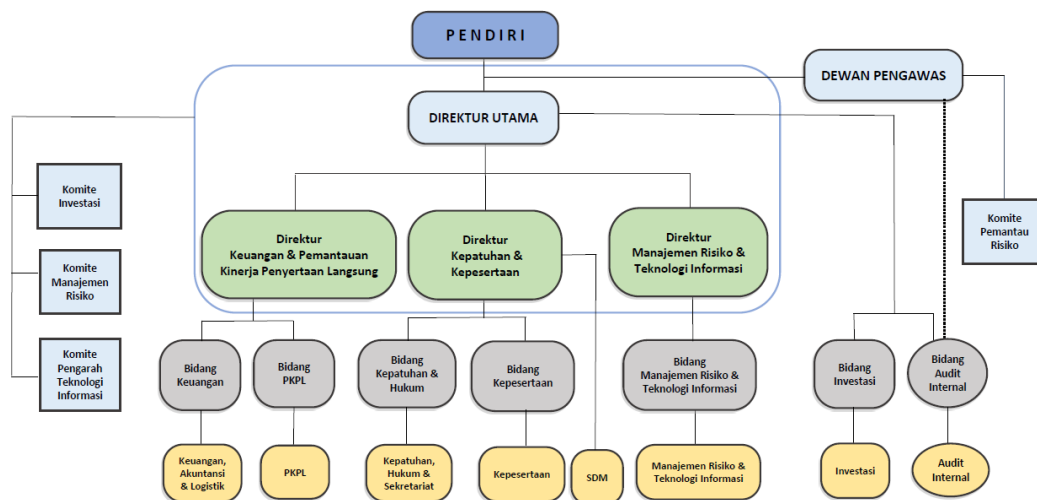 PENDIRI
DEWAN PENGAWAS
DIREKTUR UTAMA
Komite
Investasi
Komite
Manajemen
Risiko
Komite
Pengarah
Teknologi
Informasi
Direktur
Keuangan & Pemantauan
Kinerja Penyertaan Langsung
Direktur
Kepatuhan &
Kepesertaan
Direktur
Manajemen Risiko &
Teknologi Informasi
Komite
Pemantau
Risiko
Bidang
Keuangan
Bidang
PKPL
Bidang
Kepatuhan &
Hukum
Bidang
Kepesertaan
Bidang
Manajemen Risiko &
Teknologi Informasi
Bidang
Investasi
Bidang
Audit
Internal
Keuangan,
Akuntansi
& Logistik
PKPL
Kepatuhan,
Hukum &
Sekretariat
Kepesertaan
SDM
Manajemen Risiko &
Teknologi Informasi
Investasi
Audit
Internal